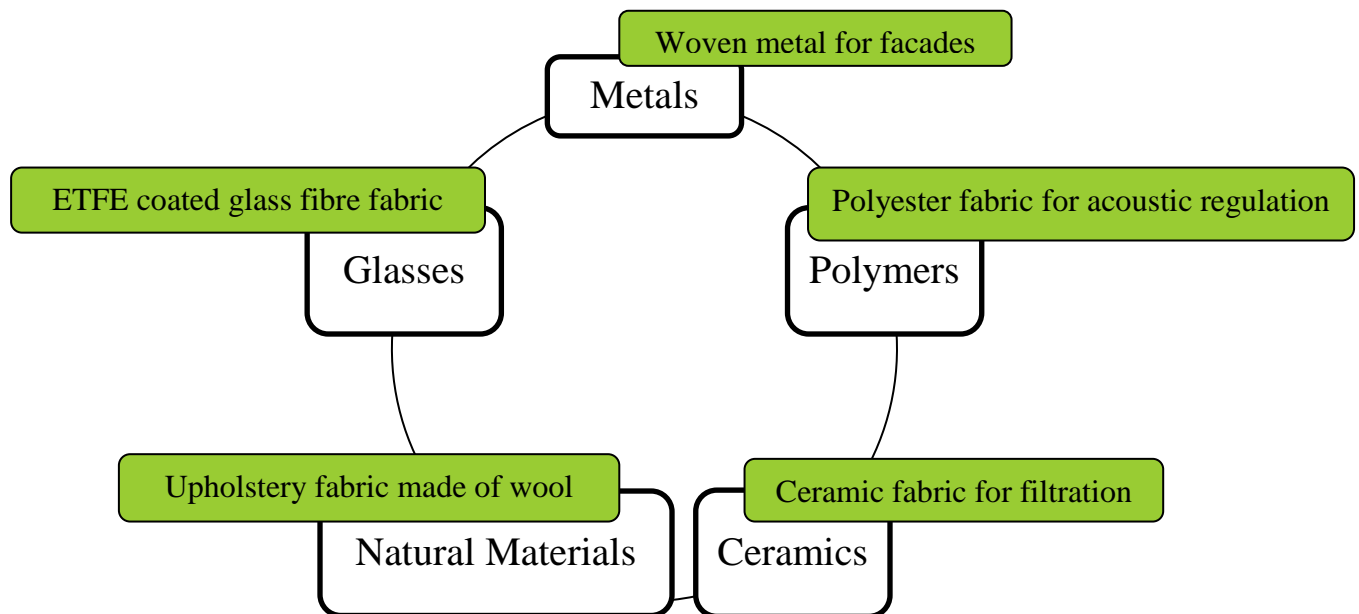 Woven metal for facades
Metals
ETFE coated glass fibre fabric
Glasses
Polyester fabric for acoustic regulation
Polymers
Upholstery fabric made of wool
Natural Materials
Ceramic fabric for filtration
Ceramics